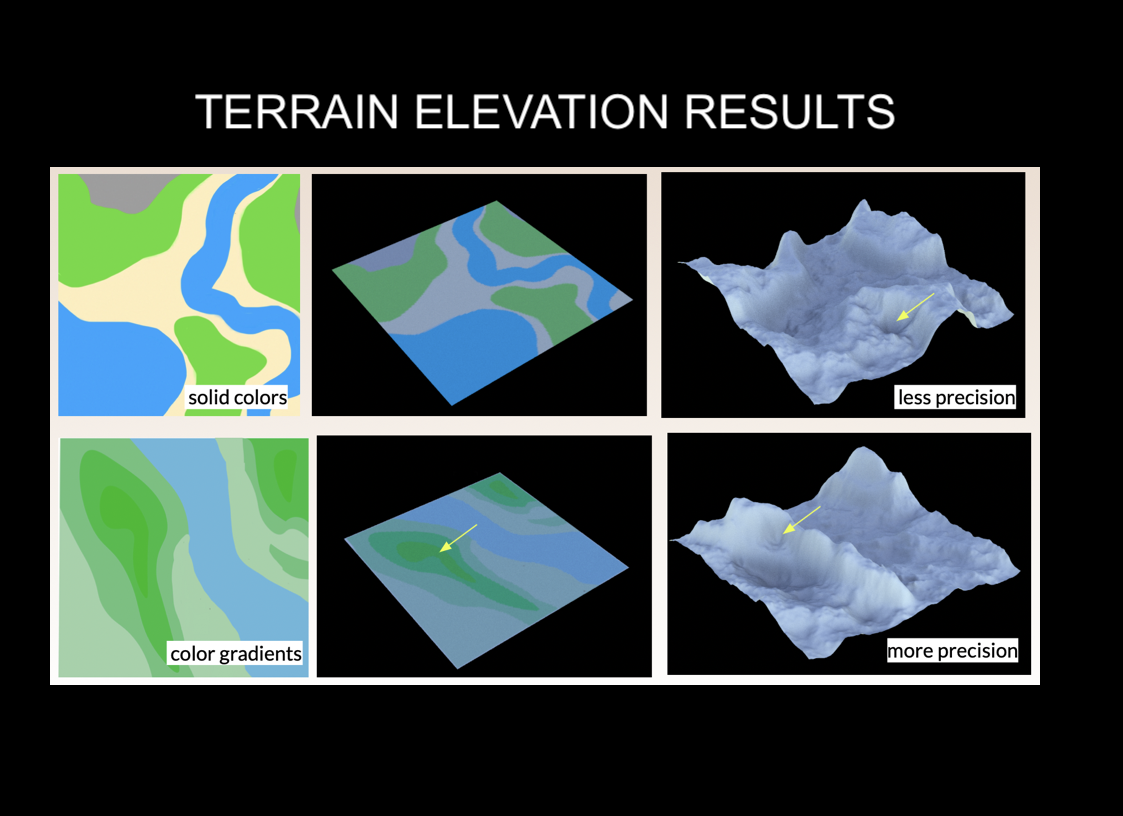 TERRAIN ELEVATION RESULTS
solid colors
less precision
color gradients
more precision